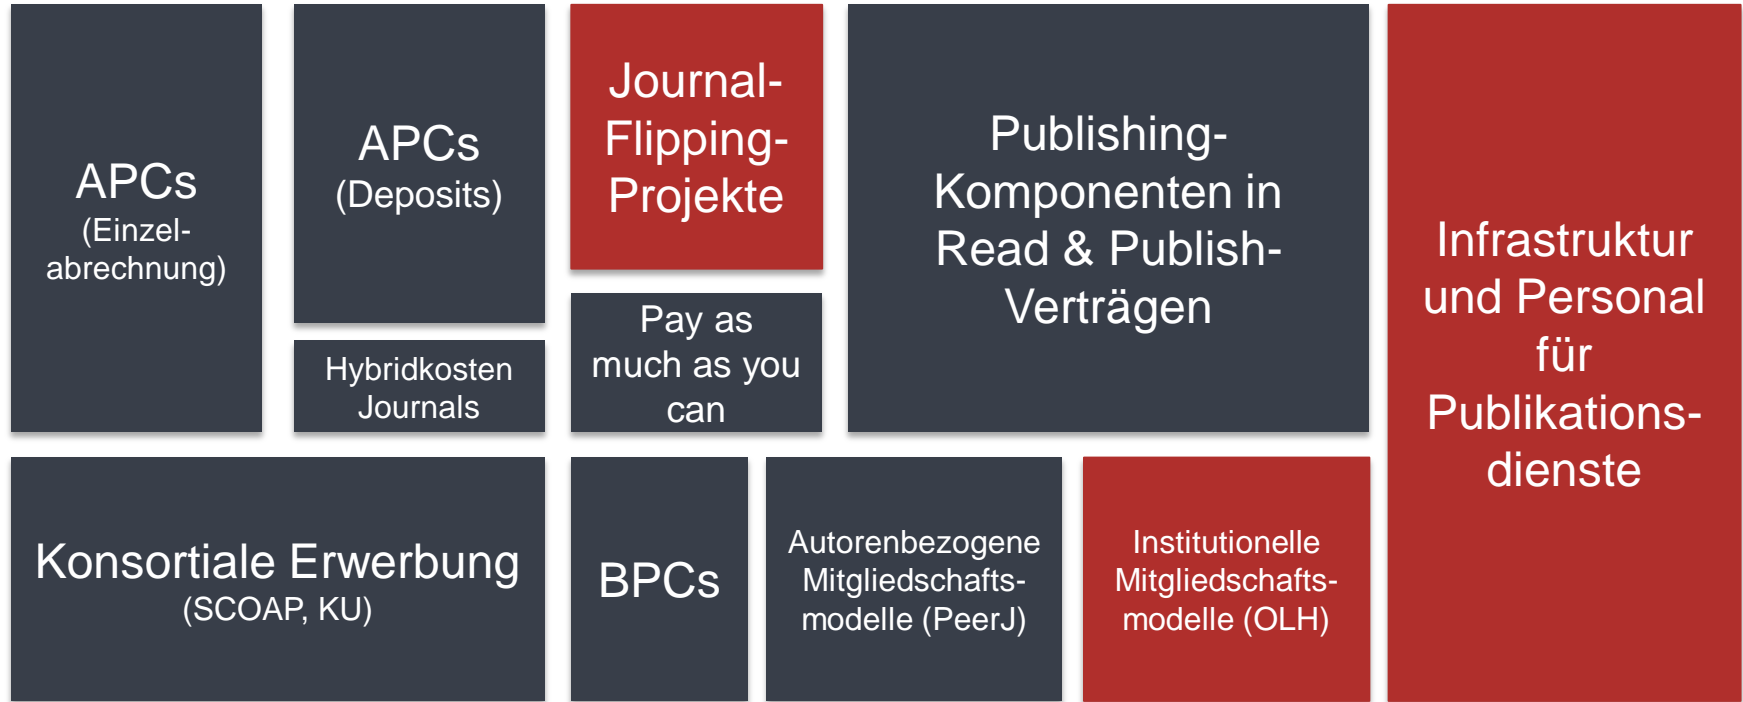 APCs
(Einzel-
abrechnung)
APCs
(Deposits)
Hybridkosten
Journals
Journal-
Flipping-
Projekte
Pay as
much as you
can
Publishing-
Komponenten in
Read & Publish-
Verträgen
Infrastruktur
und Personal
für
Publikations-
dienste
Konsortiale Erwerbung
(SCOAP, KU)
BPCs
Autorenbezogene
Mitgliedschafts-
modelle (PeerJ)
Institutionelle
Mitgliedschafts-
modelle (OLH)